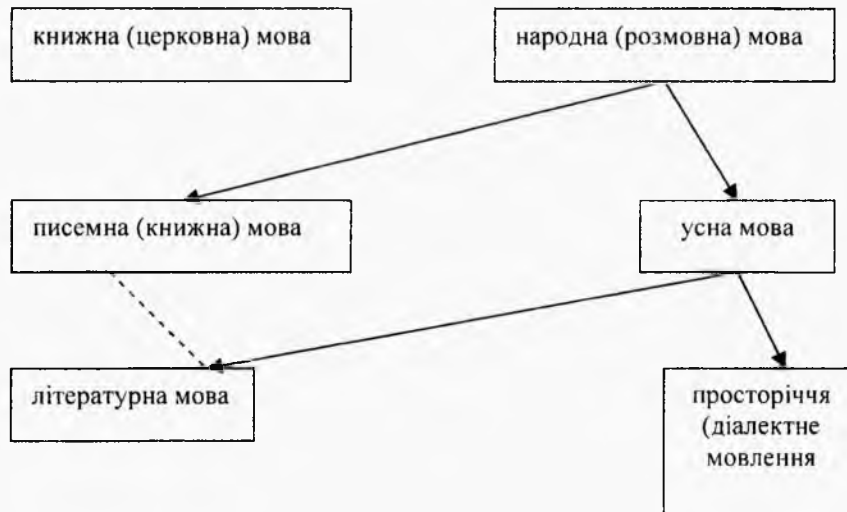 книжна (церковна) мова
народна (розмовна) мова
писемна (книжна) мова
усна мова
літературна мова
просторіччя
(діалектне
мовлення